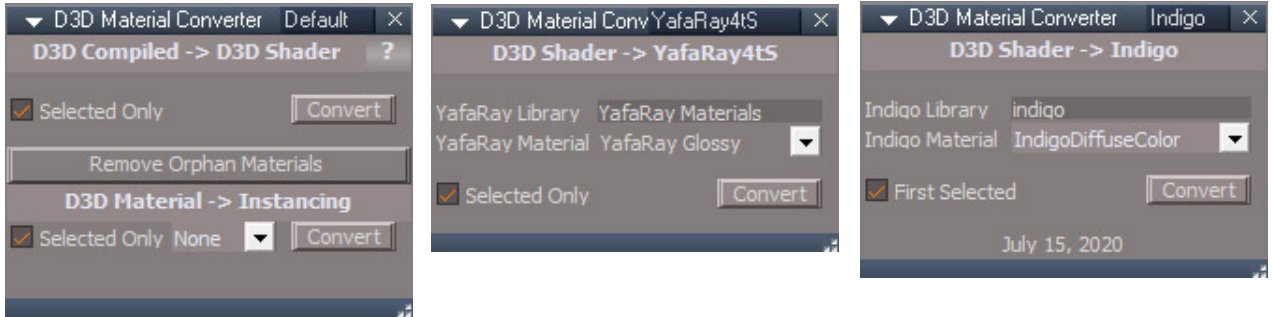 D3D Material Converter Default
D3D Compiled -> D3D Shader ?
Selected Only Convert
Remove Orphan Materials
D3D Material -> Instancing
Selected Only None Convert
D3D Material Conv YafaRay4tS
D3D Shader -> YafaRay4tS
YafaRay Library YafaRay Materials
YafaRay Material YafaRay Glossy
Selected Only Convert
D3D Material Converter Indigo
D3D Shader -> Indigo
Indigo Library indigo
Indigo Material IndigoDiffuseColor
First Selected Convert
July 15, 2020